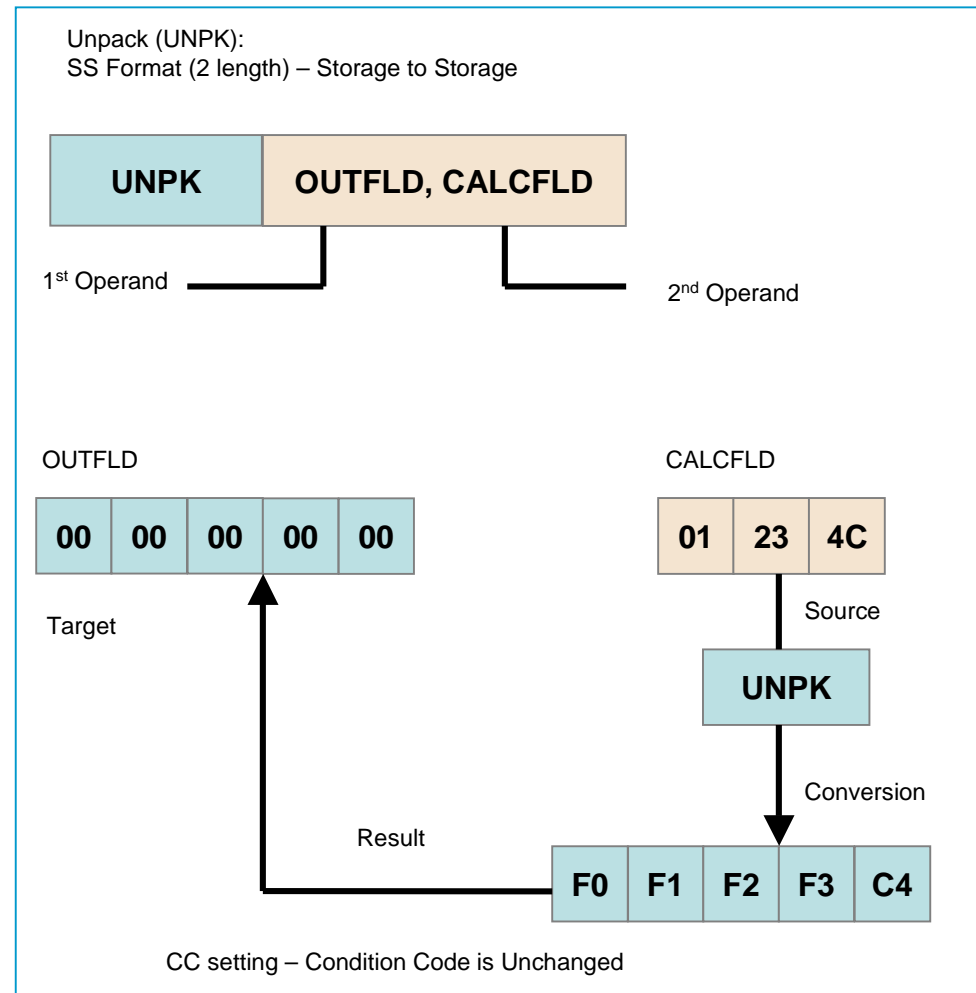 Unpack (UNPK):
SS Format (2 length) – Storage to Storage
UNPK
OUTFLD, CALCFLD
1st Operand
2nd Operand
OUTFLD
CALCFLD
00 00 00 00 00
01 23 4C
Target
Source
UNPK
Conversion
Result
F0 F1 F2 F3 C4
CC setting – Condition Code is Unchanged